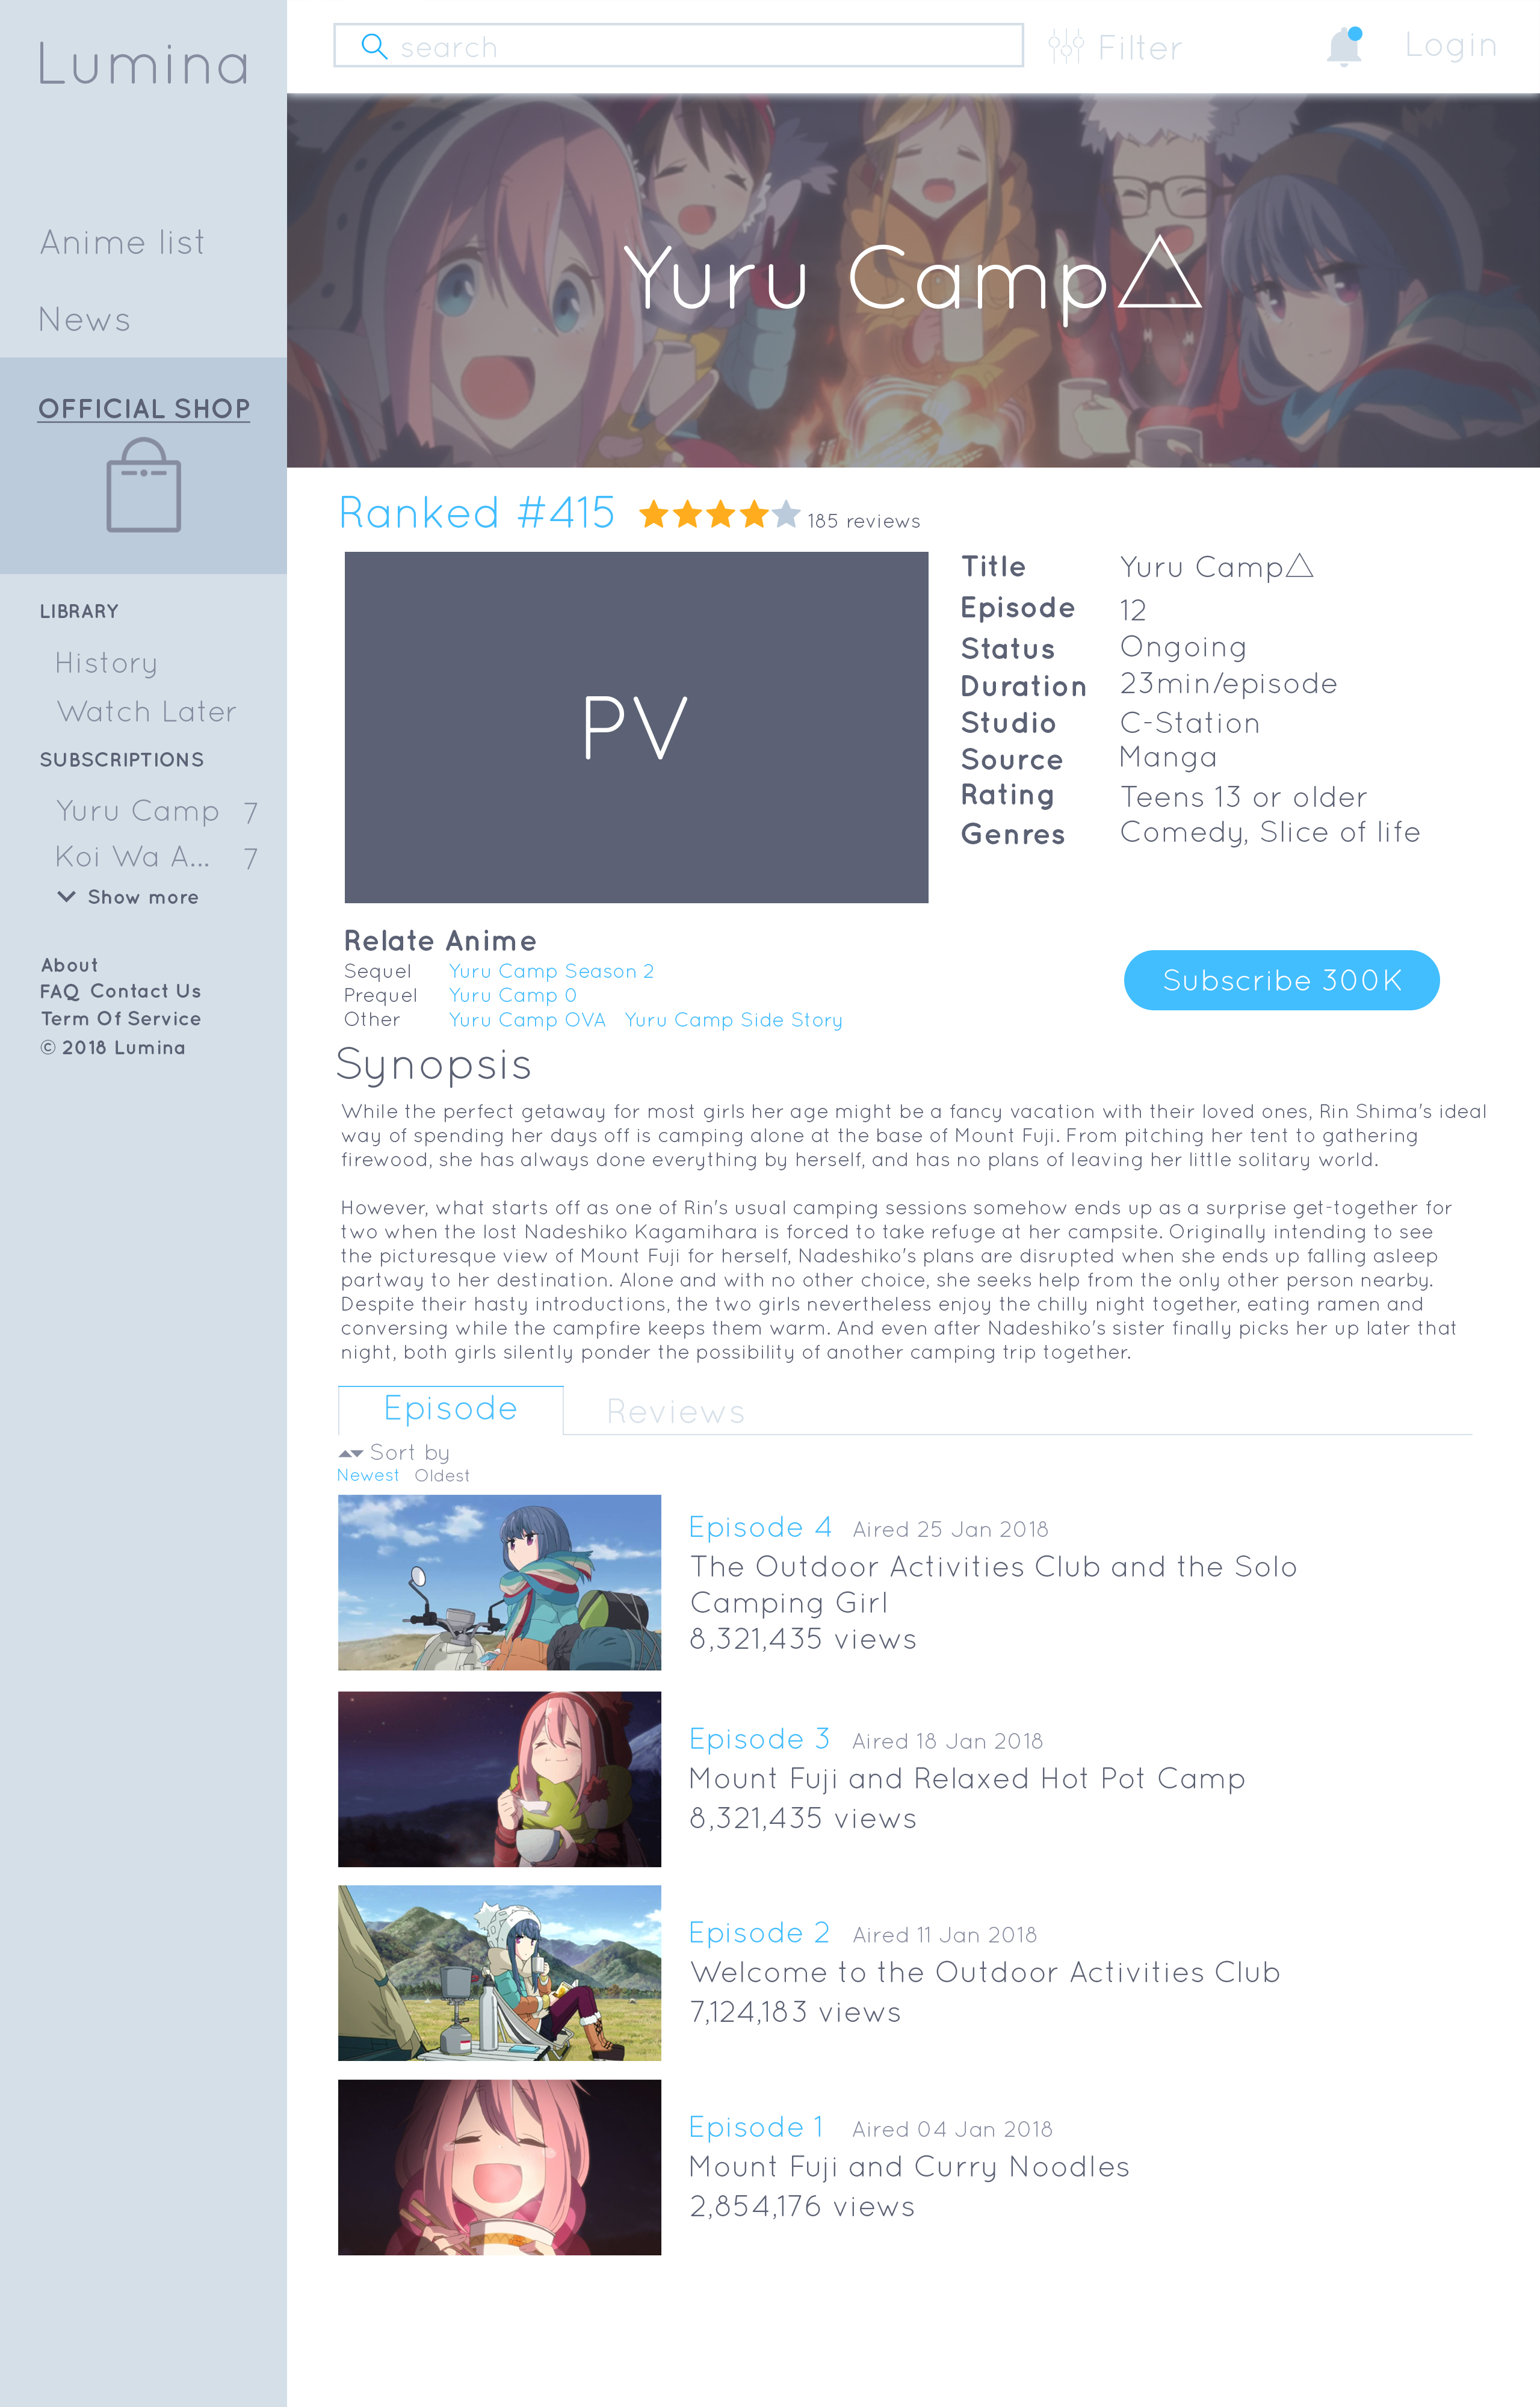 Lumina
Anime list
News
OFFICIAL SHOP
LIBRARY
History
Watch Later
SUBSCRIPTIONS
Yuru Camp 7
Koi Wa A... 7
Show more
About
FAQ Contact Us
Term Of Service
© 2018 Lumina
search
Filter
Login
Yuru Camp△
Ranked #415
185 reviews
PV
Title Yuru Camp△
Episode 12
Status Ongoing
Duration 23min/episode
Studio C-Station
Source Manga
Rating Teens 13 or older
Genres Comedy, Slice of life
Relate Anime
Sequel Yuru Camp Season 2
Prequel Yuru Camp 0
Other Yuru Camp OVA Yuru Camp Side Story
Subscribe 300K
Synopsis
While the perfect getaway for most girls her age might be a fancy vacation with their loved ones, Rin Shima's ideal
way of spending her days off is camping alone at the base of Mount Fuji. From pitching her tent to gathering
firewood, she has always done everything by herself, and has no plans of leaving her little solitary world.
However, what starts off as one of Rin's usual camping sessions somehow ends up as a surprise get-together for
two when the lost Nadeshiko Kagamihara is forced to take refuge at her campsite. Originally intending to see
the picturesque view of Mount Fuji for herself, Nadeshiko's plans are disrupted when she ends up falling asleep
partway to her destination. Alone and with no other choice, she seeks help from the only other person nearby.
Despite their hasty introductions, the two girls nevertheless enjoy the chilly night together, eating ramen and
conversing while the campfire keeps them warm. And even after Nadeshiko's sister finally picks her up later that
night, both girls silently ponder the possibility of another camping trip together.
Episode Reviews
Sort by
Newest Oldest
Episode 4 Aired 25 Jan 2018
The Outdoor Activities Club and the Solo
Camping Girl
8,321,435 views
Episode 3 Aired 18 Jan 2018
Mount Fuji and Relaxed Hot Pot Camp
8,321,435 views
Episode 2 Aired 11 Jan 2018
Welcome to the Outdoor Activities Club
7,124,183 views
Episode 1 Aired 04 Jan 2018
Mount Fuji and Curry Noodles
2,854,176 views